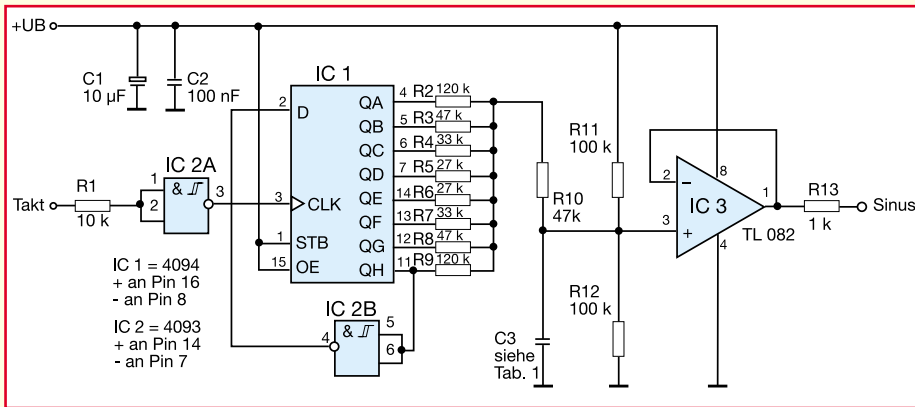 +UB
C1
10 µF
C2
100 nF
IC 1
2
D
QA
4
R2
120 k
QB
5
R3
47 k
QC
6
R4
33 k
QD
7
R5
27 k
QE
14
R6
27 k
QF
13
R7
33 k
QG
12
R8
47 k
QH
11
R9
120 k
3
CLK
1
STB
15
OE
IC 2A
Takt
R1
10 k
1
2
&
3
IC 1 = 4094
+ an Pin 16
- an Pin 8
IC 2 = 4093
+ an Pin 14
- an Pin 7
IC 2B
4
&
5
6
R10
47k
R11
100 k
R12
100 k
C3
siehe
Tab. 1
2
−
3
+
8
IC 3
1
4
TL 082
R13
1 k
Sinus